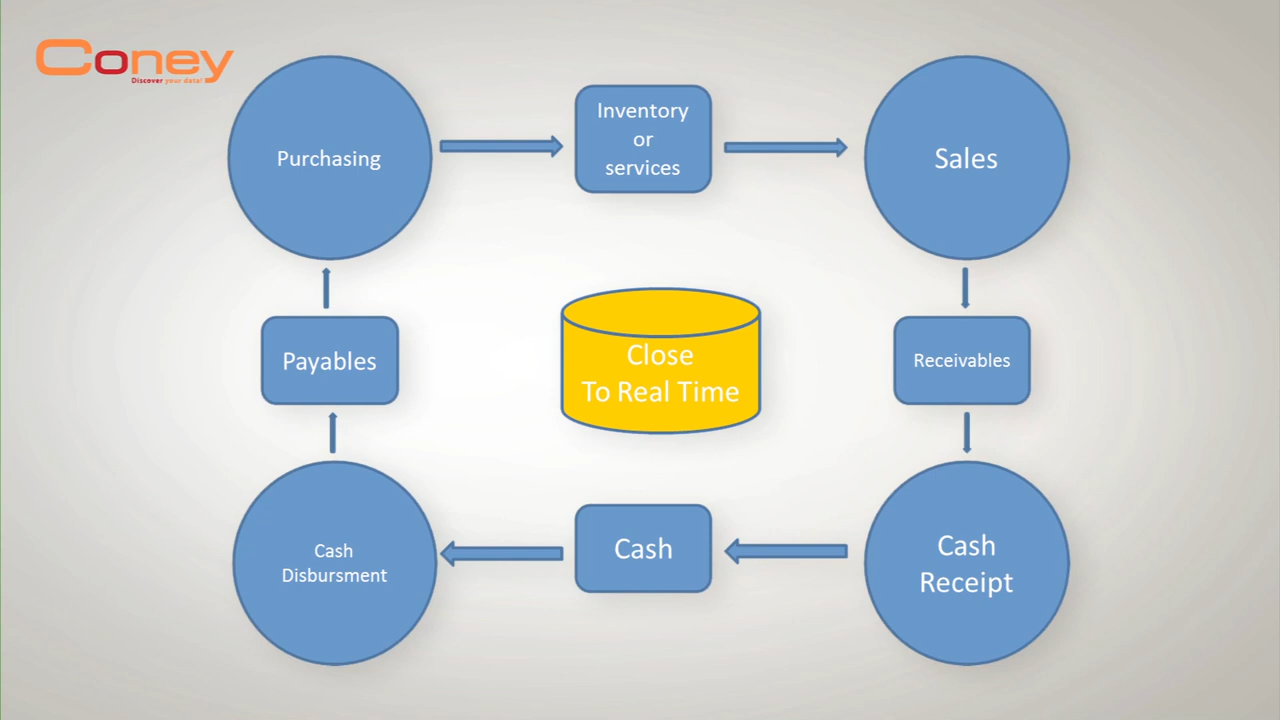 Coney
Discover your data!
Purchasing
Inventory
or
services
Sales
Payables
Close
To Real Time
Receivables
Cash
Disbursment
Cash
Cash
Receipt